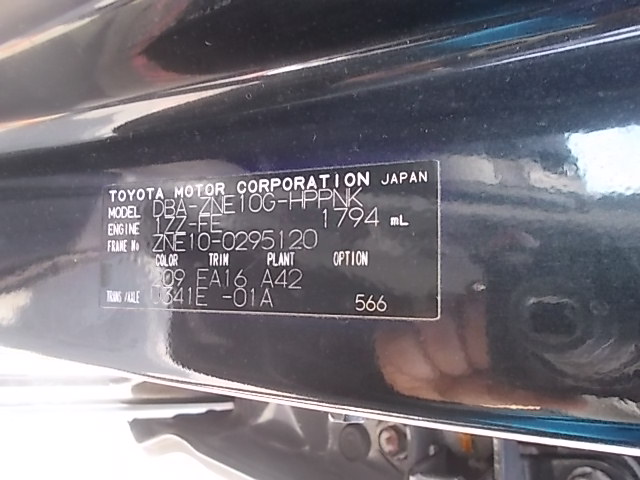 TOYOTA MOTOR CORPORATION JAPAN
MODEL DBA-ZNE10G-HPPNK
ENGINE 1ZZ-FE 1794 mL
FRAME No ZNE10-0295120
COLOR TRIM PLANT OPTION
209 FA16 A42
TRANS/AXLE U341E -01A 566